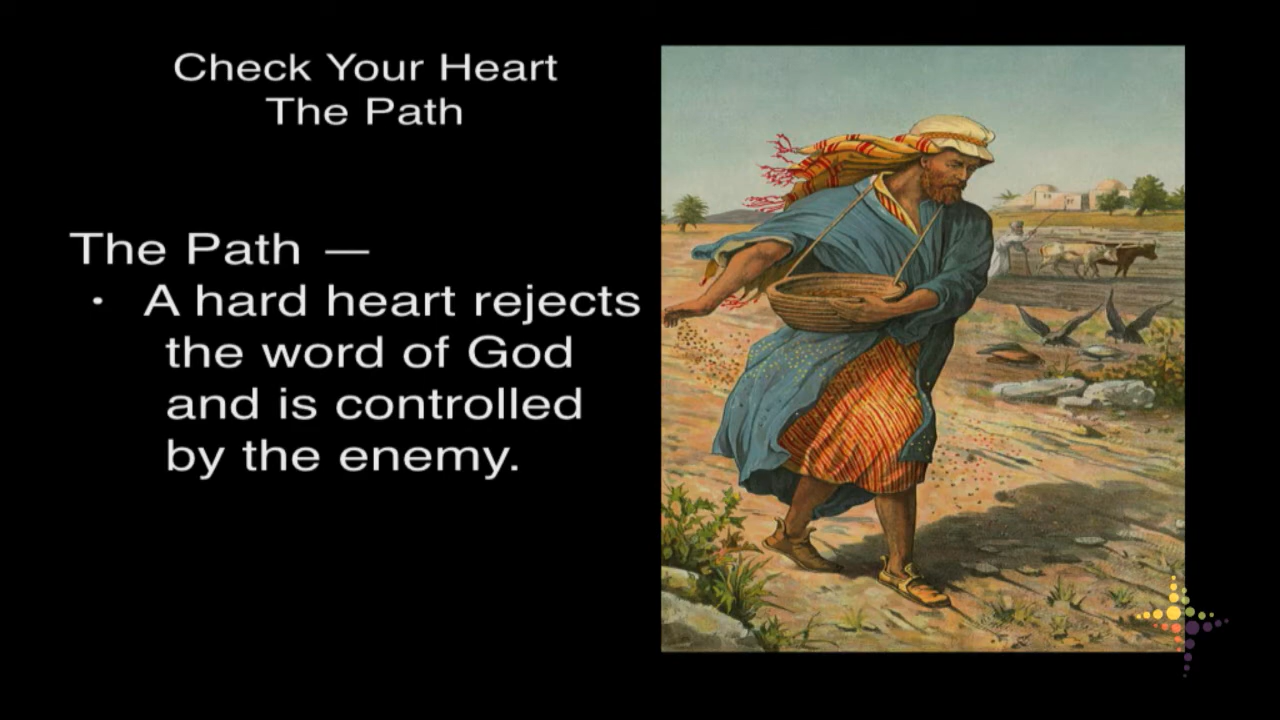 Check Your Heart
The Path
The Path —
• A hard heart rejects
the word of God
and is controlled
by the enemy.